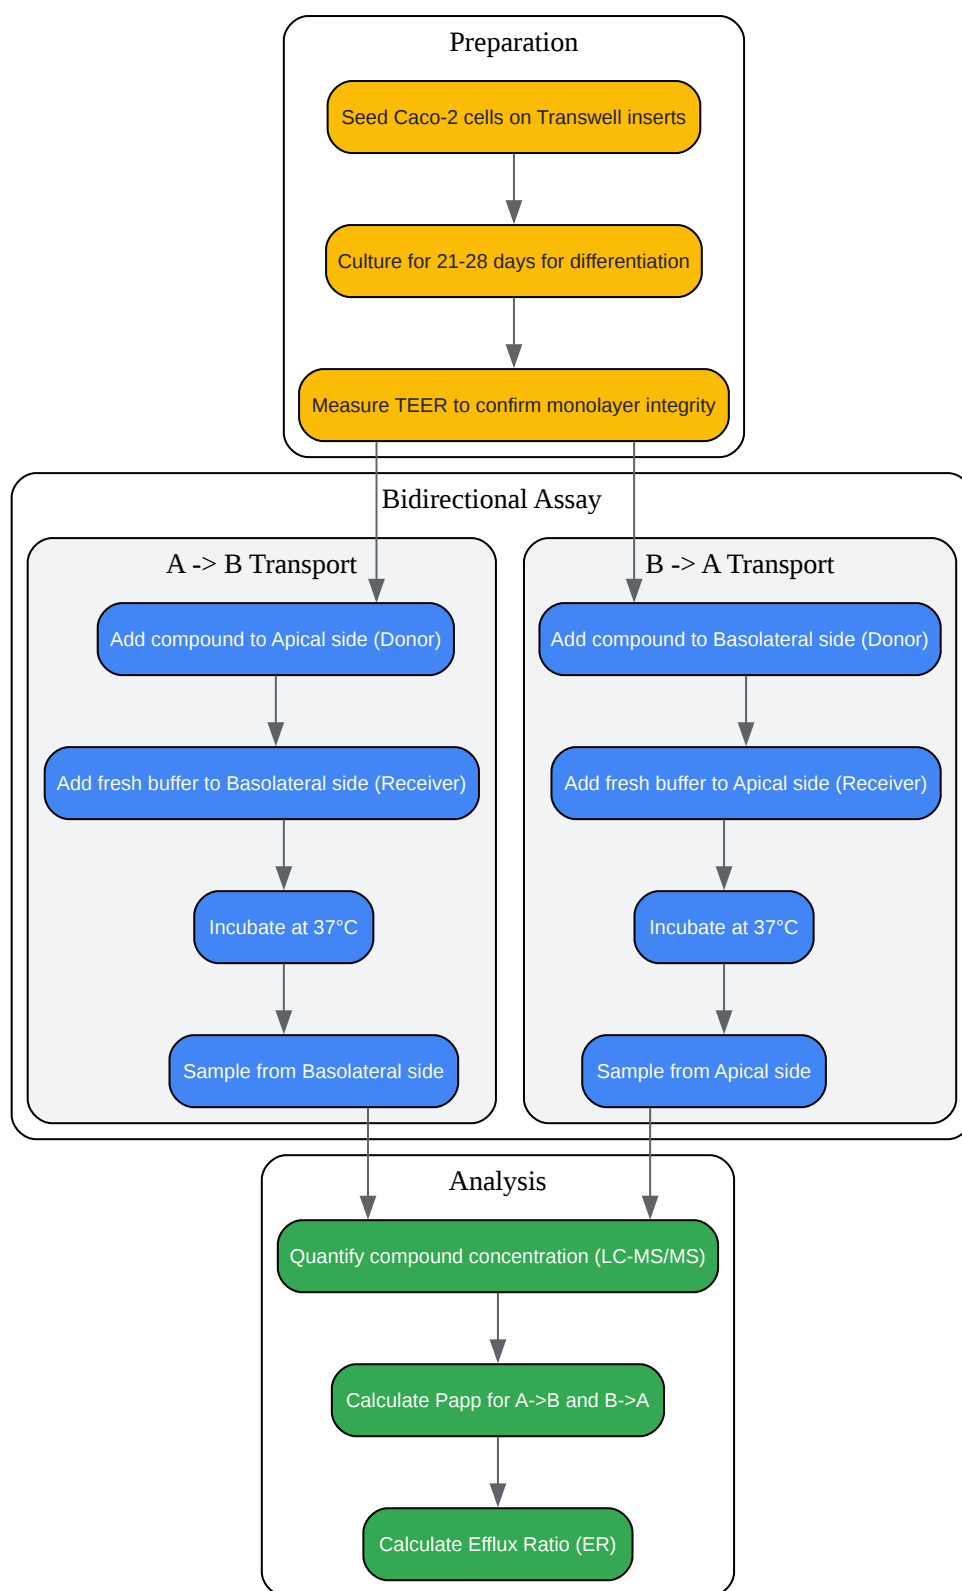 Preparation
Seed Caco-2 cells on Transwell inserts
Culture for 21-28 days for differentiation
Measure TEER to confirm monolayer integrity
Bidirectional Assay
A -> B Transport
Add compound to Apical side (Donor)
Add fresh buffer to Basolateral side (Receiver)
Incubate at 37°C
Sample from Basolateral side
B -> A Transport
Add compound to Basolateral side (Donor)
Add fresh buffer to Apical side (Receiver)
Incubate at 37°C
Sample from Apical side
Analysis
Quantify compound concentration (LC-MS/MS)
Calculate Papp for A->B and B->A
Calculate Efflux Ratio (ER)